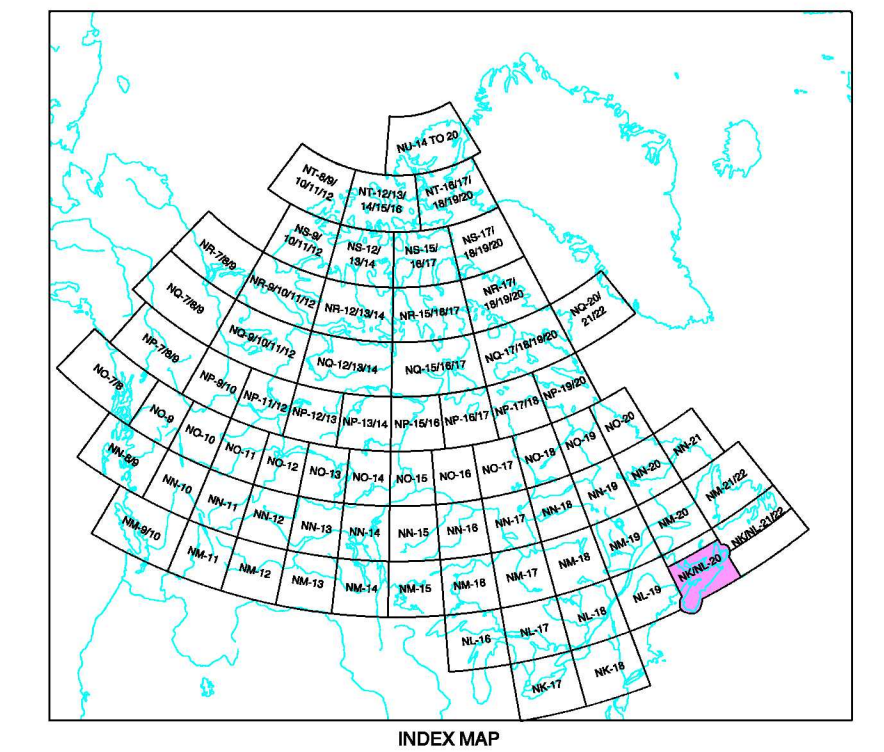 NU-14 TO 20
NT-8/9/
10/11/12
NT-12/13/
14/15/16
NT-16/17/
18/19/20
NS-9/
10/11/12
NS-12/
13/14
NS-15/
16/17
NS-17/
18/19/20
NR-7/8/9
NR-9/10/11/12
NR-12/13/14
NR-15/16/17
NR-17/
18/19/20
NQ-7/8/9
NQ-9/10/11/12
NQ-12/13/14
NQ-15/16/17
NQ-17/18/19/20
NQ-20/
21/22
NP-7/8/9
NP-9/10
NP-11/12
NP-12/13
NP-13/14
NP-15/16
NP-16/17
NP-17/18
NP-19/20
NO-7/8
NO-9
NO-10
NO-11
NO-12
NO-13
NO-14
NO-15
NO-16
NO-17
NO-18
NO-19
NO-20
NN-8/9
NN-10
NN-11
NN-12
NN-13
NN-14
NN-15
NN-16
NN-17
NN-18
NN-19
NN-20
NN-21
NM-9/10
NM-11
NM-12
NM-13
NM-14
NM-15
NM-16
NM-17
NM-18
NM-19
NM-20
NM-21/22
NL-16
NL-17
NL-18
NL-19
NK/NL-20
NK/NL-21/22
NK-17
NK-18
INDEX MAP